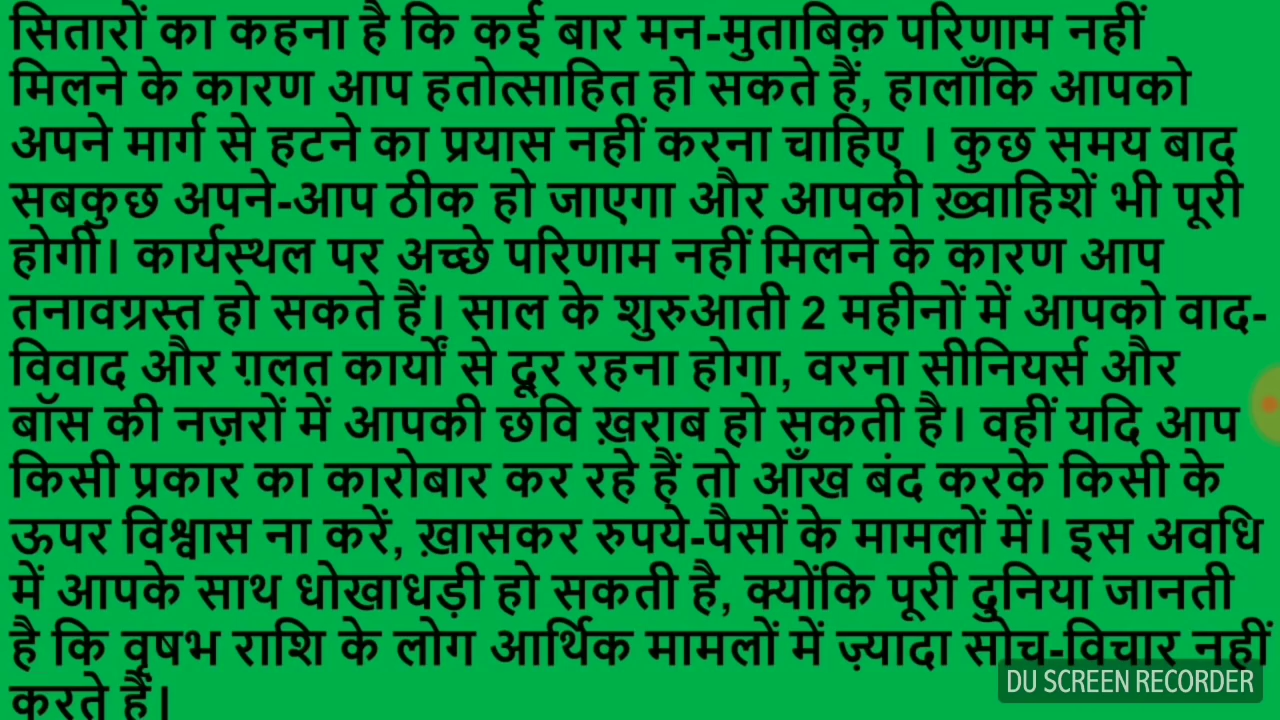 सितारों का कहना है कि कई बार मन-मुताबिक़ परिणाम नहीं
मिलने के कारण आप हतोत्साहित हो सकते हैं, हालाँकि आपको
अपने मार्ग से हटने का प्रयास नहीं करना चाहिए । कुछ समय बाद
सबकुछ अपने-आप ठीक हो जाएगा और आपकी ख़्वाहिशें भी पूरी
होगी। कार्यस्थल पर अच्छे परिणाम नहीं मिलने के कारण आप
तनावग्रस्त हो सकते हैं। साल के शुरुआती 2 महीनों में आपको वाद-
विवाद और ग़लत कार्यों से दूर रहना होगा, वरना सीनियर्स और
बॉस की नज़रों में आपकी छवि ख़राब हो सकती है। वहीं यदि आप
किसी प्रकार का कारोबार कर रहे हैं तो आँख बंद करके किसी के
ऊपर विश्वास ना करें, ख़ासकर रुपये-पैसों के मामलों में। इस अवधि
में आपके साथ धोखाधड़ी हो सकती है, क्योंकि पूरी दुनिया जानती
है कि वृषभ राशि के लोग आर्थिक मामलों में ज़्यादा सोच-विचार नहीं
करते हैं।
DU SCREEN RECORDER